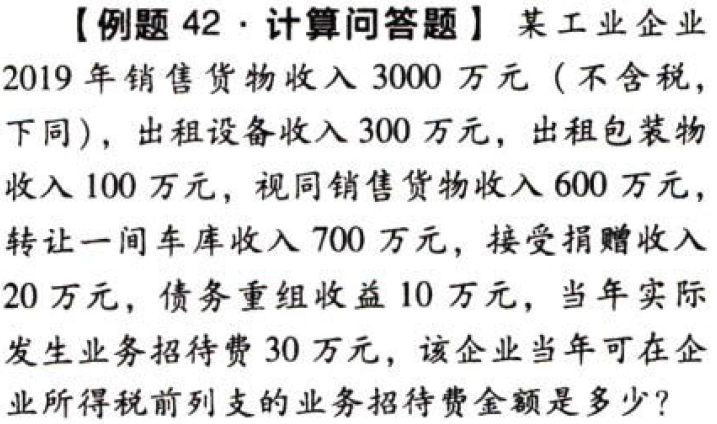 【例题 42·计算问答题】 某工业企业
2019 年销售货物收入 3000 万元（不含税，
下同），出租设备收入 300 万元，出租包装物
收入 100 万元，视同销售货物收入 600 万元，
转让一间车库收入 700 万元，接受捐赠收入
20 万元，债务重组收益 10 万元，当年实际
发生业务招待费 30 万元，该企业当年可在企
业所得税前列支的业务招待费金额是多少？